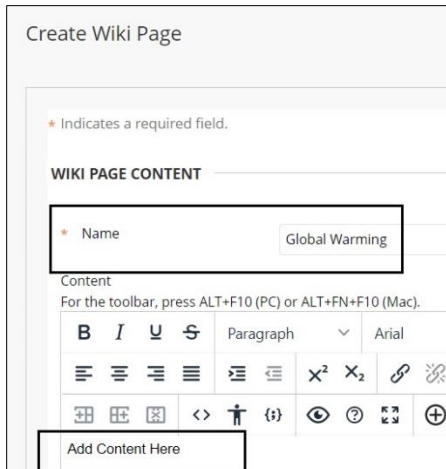 Create Wiki Page
* Indicates a required field.
WIKI PAGE CONTENT
* Name
Global Warming
Content
For the toolbar, press ALT+F10 (PC) or ALT+FN+F10 (Mac).
B I U S Paragraph Arial
X² X₂
Add Content Here